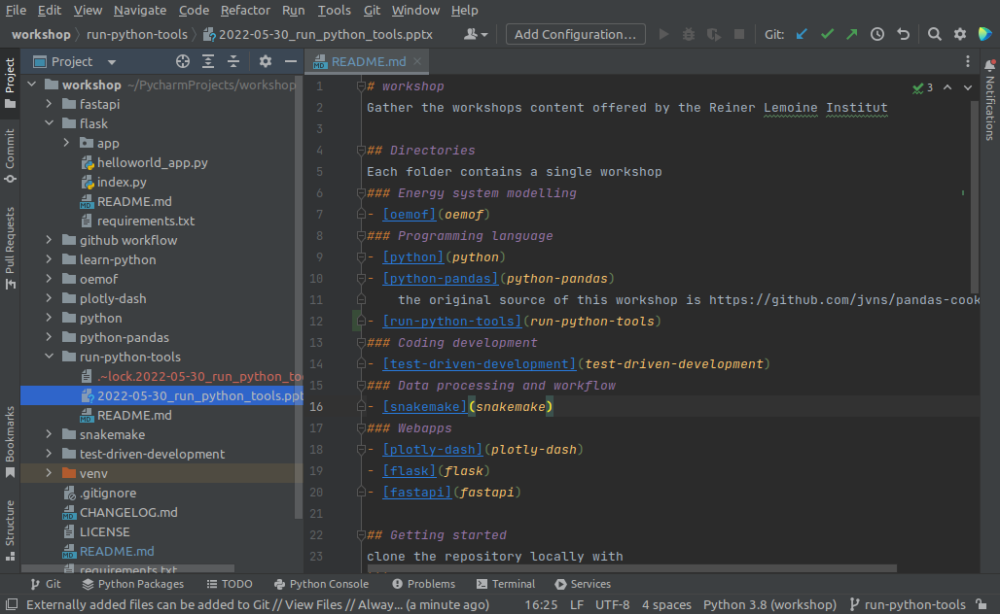 File Edit View Navigate Code Refactor Run Tools Git Window Help
workshop run-python-tools 2022-05-30_run_python_tools.pptx Add Configuration... Git:
Project
README.md
Project
Commit
Pull Requests
Bookmarks
Structure
Notifications
workshop ~/PycharmProjects/workshop
fastapi
flask
app
helloworld_app.py
index.py
README.md
requirements.txt
github workflow
learn-python
oemof
plotly-dash
python
python-pandas
run-python-tools
.~lock.2022-05-30_run_python_to
2022-05-30_run_python_tools.ppt
README.md
snakemake
test-driven-development
venv
.gitignore
CHANGELOG.md
LICENSE
README.md
requirements.txt
3
1 # workshop
2 Gather the workshops content offered by the Reiner Lemoine Institut
3
4 ## Directories
5 Each folder contains a single workshop
6 ### Energy system modelling
7 - [oemof](oemof)
8 ### Programming language
9 - [python](python)
10 - [python-pandas](python-pandas)
11 the original source of this workshop is https://github.com/jvns/pandas-cook
12 - [run-python-tools](run-python-tools)
13 ### Coding development
14 - [test-driven-development](test-driven-development)
15 ### Data processing and workflow
16 - [snakemake](snakemake)
17 ### Webapps
18 - [plotly-dash](plotly-dash)
19 - [flask](flask)
20 - [fastapi](fastapi)
21
22 ## Getting started
23 clone the repository locally with
Git Python Packages TODO Python Console Problems Terminal Services
Externally added files can be added to Git // View Files // Alway... (a minute ago) 16:25 LF UTF-8 4 spaces Python 3.8 (workshop) run-python-tools